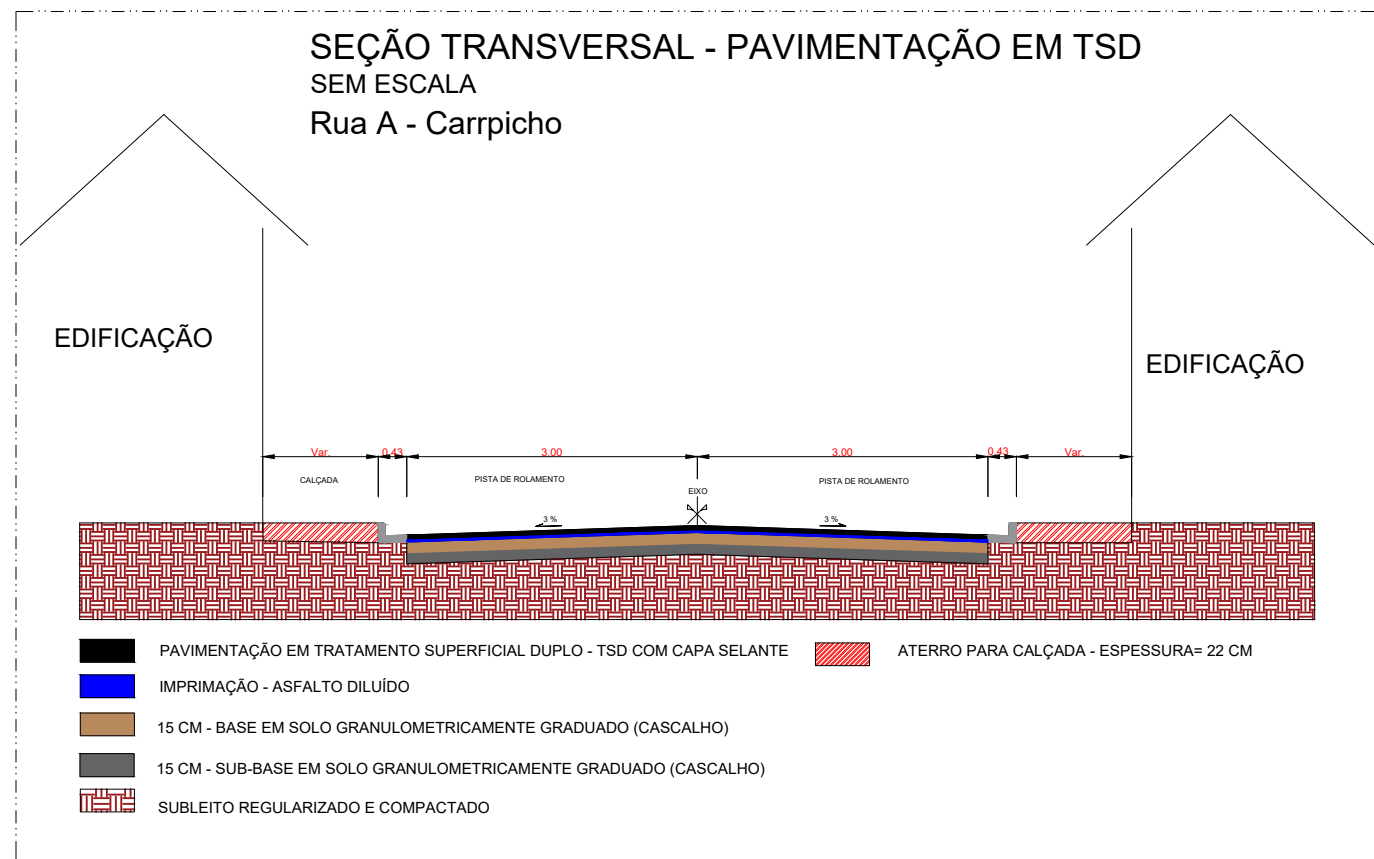 SEÇÃO TRANSVERSAL - PAVIMENTAÇÃO EM TSD
SEM ESCALA
Rua A - Carrpicho
EDIFICAÇÃO
EDIFICAÇÃO
Var. 0.43 3.00 3.00 0.43 Var.
CALÇADA PISTA DE ROLAMENTO PISTA DE ROLAMENTO
EIXO
3 % 3 %
PAVIMENTAÇÃO EM TRATAMENTO SUPERFICIAL DUPLO - TSD COM CAPA SELANTE
ATERRO PARA CALÇADA - ESPESSURA= 22 CM
IMPRIMAÇÃO - ASFALTO DILUÍDO
15 CM - BASE EM SOLO GRANULOMETRICAMENTE GRADUADO (CASCALHO)
15 CM - SUB-BASE EM SOLO GRANULOMETRICAMENTE GRADUADO (CASCALHO)
SUBLEITO REGULARIZADO E COMPACTADO